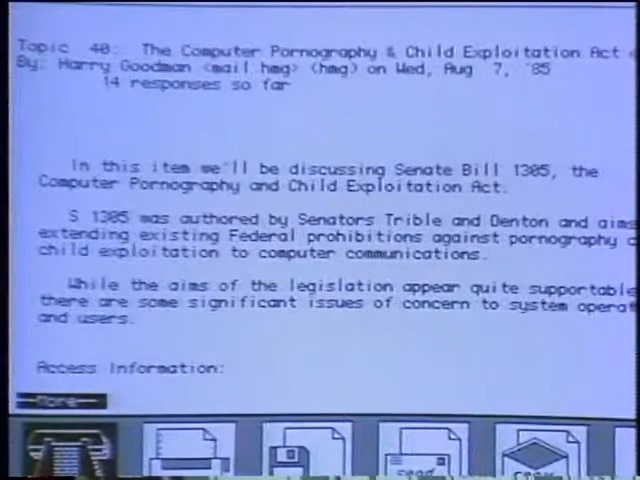 Topic 40: The Computer Pornography & Child Exploitation Act
By: Harry Goodman <mail hmg> (hmg) on Wed, Aug 7, '85
14 responses so far
In this item we'll be discussing Senate Bill 1305, the
Computer Pornography and Child Exploitation Act.
S 1305 was authored by Senators Trible and Denton and aims
extending existing Federal prohibitions against pornography
child exploitation to computer communications.
While the aims of the legislation appear quite supportable
there are some significant issues of concern to system operat
and users.
Access Information:
--More--
read